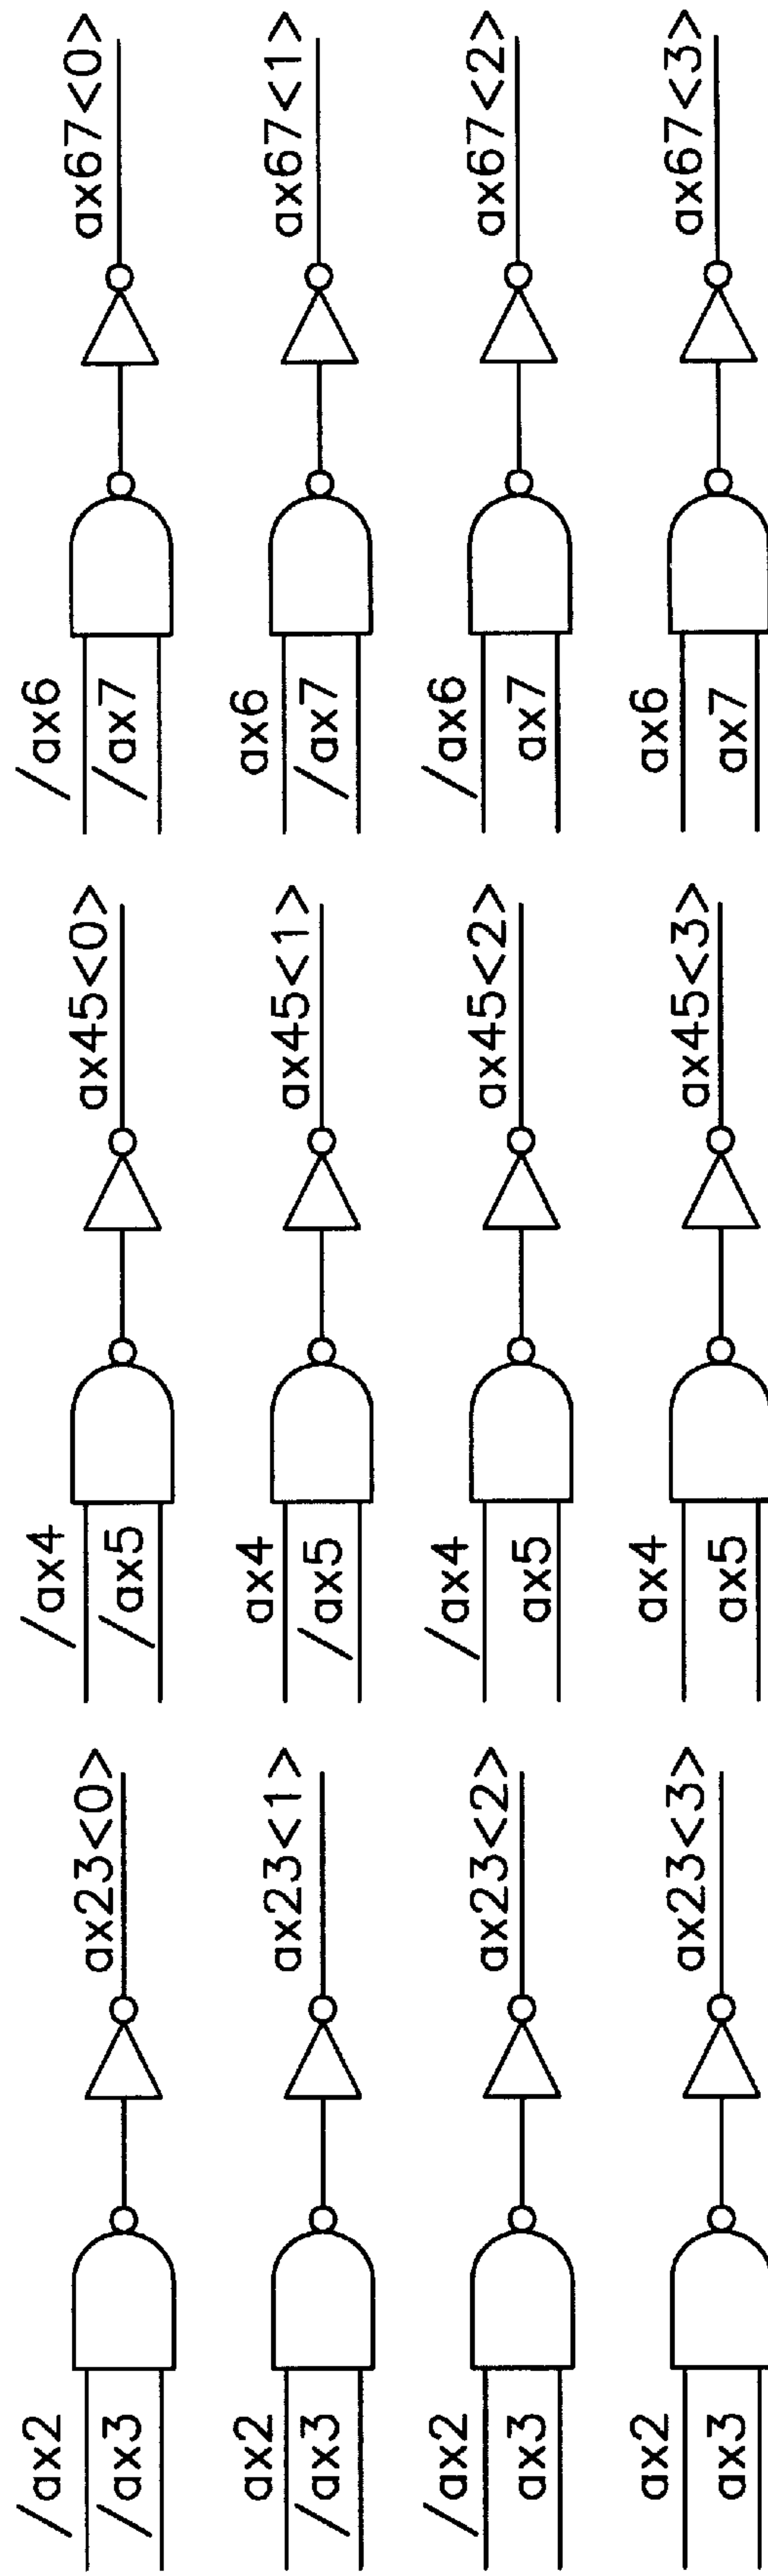 /ax2
/ax3
ax23<0>
ax2
/ax3
ax23<1>
/ax2
ax3
ax23<2>
ax2
ax3
ax23<3>
/ax4
/ax5
ax45<0>
ax4
/ax5
ax45<1>
/ax4
ax5
ax45<2>
ax4
ax5
ax45<3>
/ax6
/ax7
ax67<0>
ax6
/ax7
ax67<1>
/ax6
ax7
ax67<2>
ax6
ax7
ax67<3>